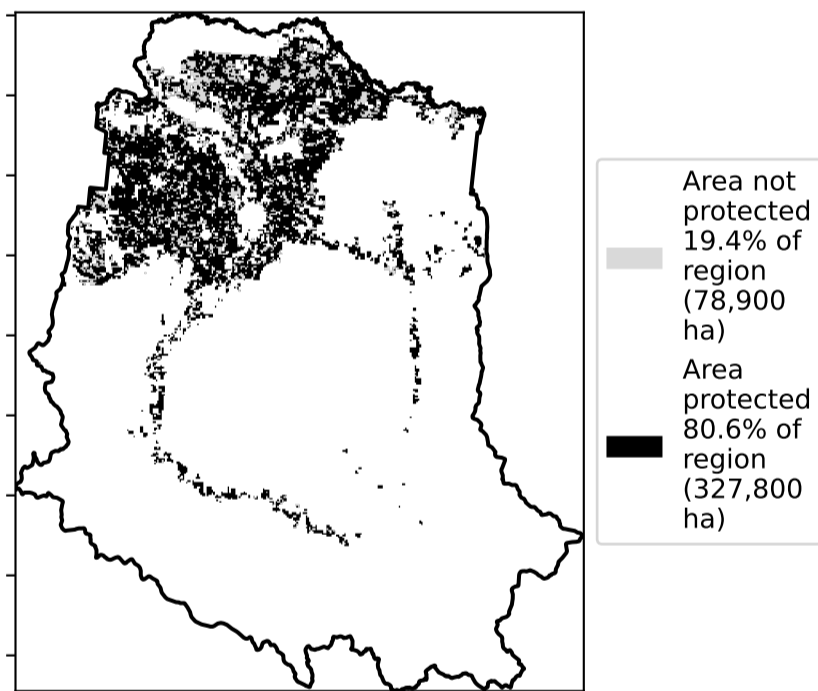 Area not
protected
19.4% of
region
(78,900
ha)
Area
protected
80.6% of
region
(327,800
ha)